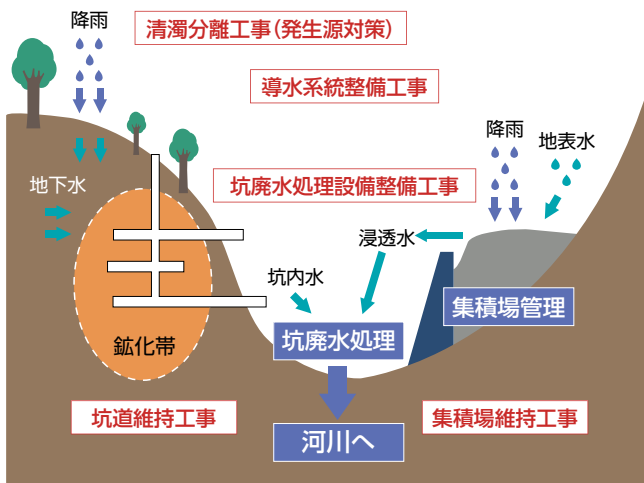 降雨
清濁分離工事(発生源対策)
導水系統整備工事
降雨
地表水
地下水
坑廃水処理設備整備工事
浸透水
坑内水
集積場管理
鉱化帯
坑廃水処理
坑道維持工事
集積場維持工事
河川へ